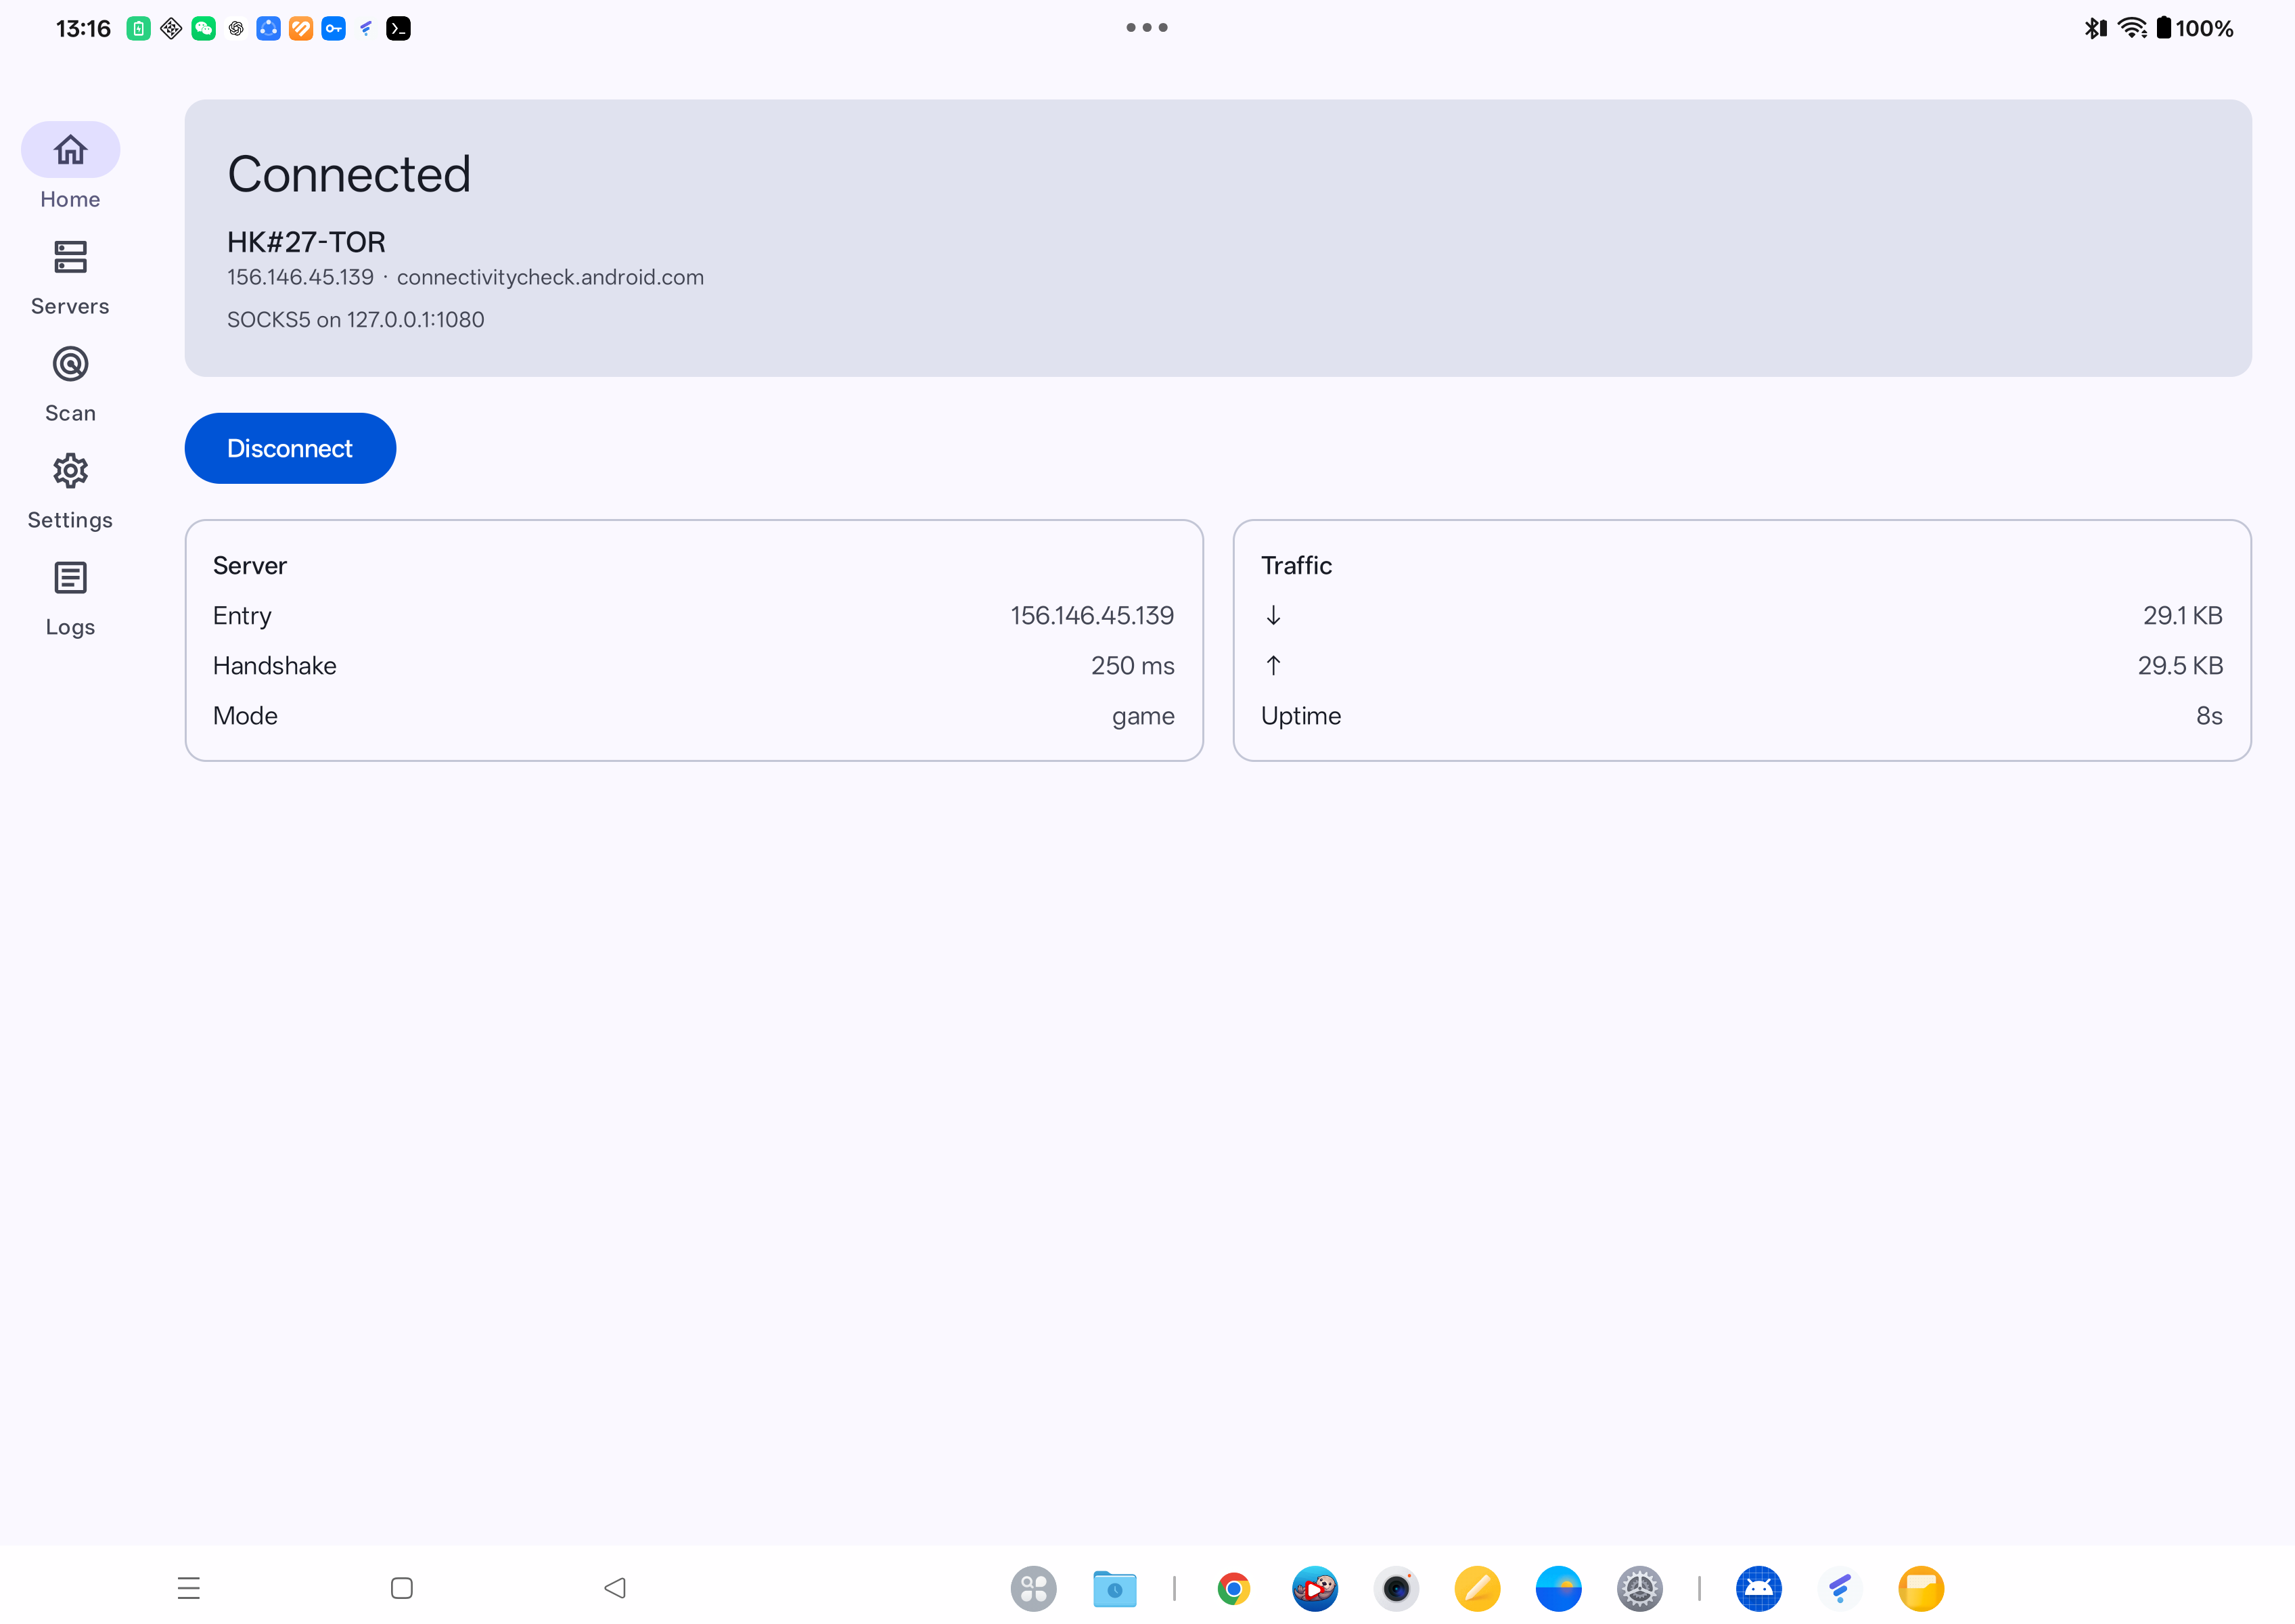 13:16
100%
Home
Servers
Scan
Settings
Logs
Connected
HK#27-TOR
156.146.45.139 · connectivitycheck.android.com
SOCKS5 on 127.0.0.1:1080
Disconnect
Server
Entry 156.146.45.139
Handshake 250 ms
Mode game
Traffic
↓ 29.1 KB
↑ 29.5 KB
Uptime 8s